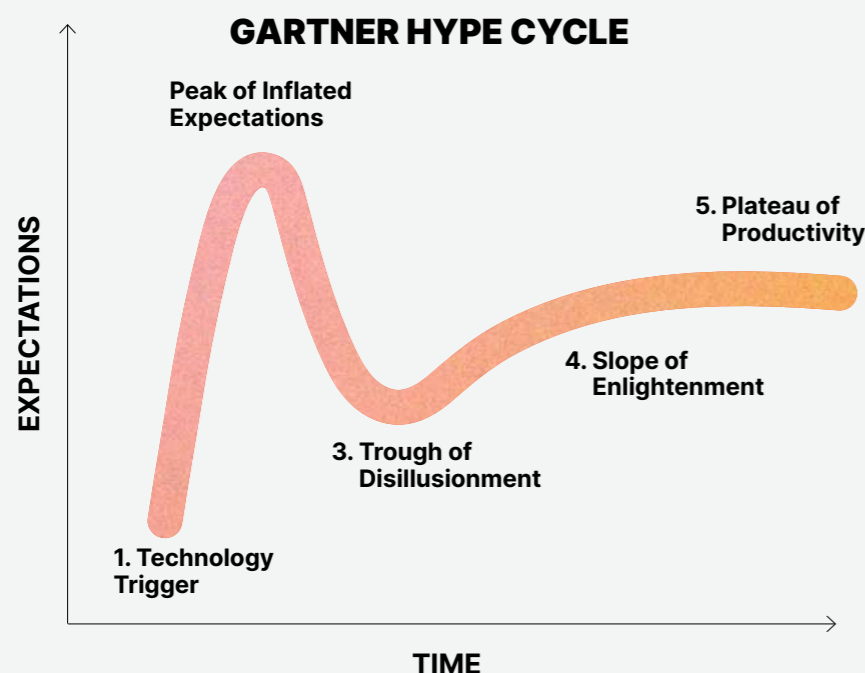 GARTNER HYPE CYCLE
Peak of Inflated
Expectations
5. Plateau of
Productivity
EXPECTATIONS
4. Slope of
Enlightenment
3. Trough of
Disillusionment
1. Technology
Trigger
TIME